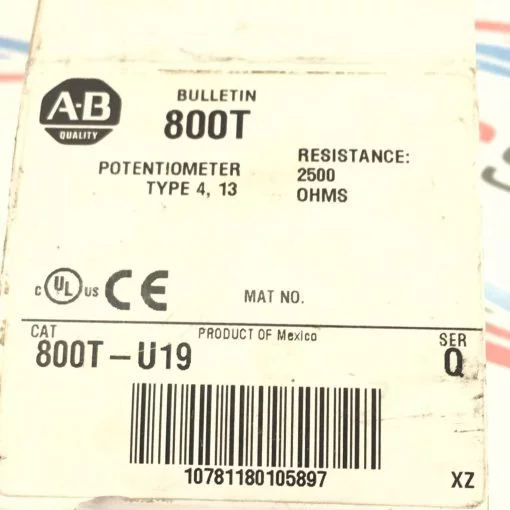 A-B
QUALITY
BULLETIN
800T
POTENTIOMETER
TYPE 4, 13
RESISTANCE:
2500
OHMS
C UL US CE
MAT NO.
CAT
PRODUCT OF Mexico
SER
800T-U19
Q
10781180105897
XZ